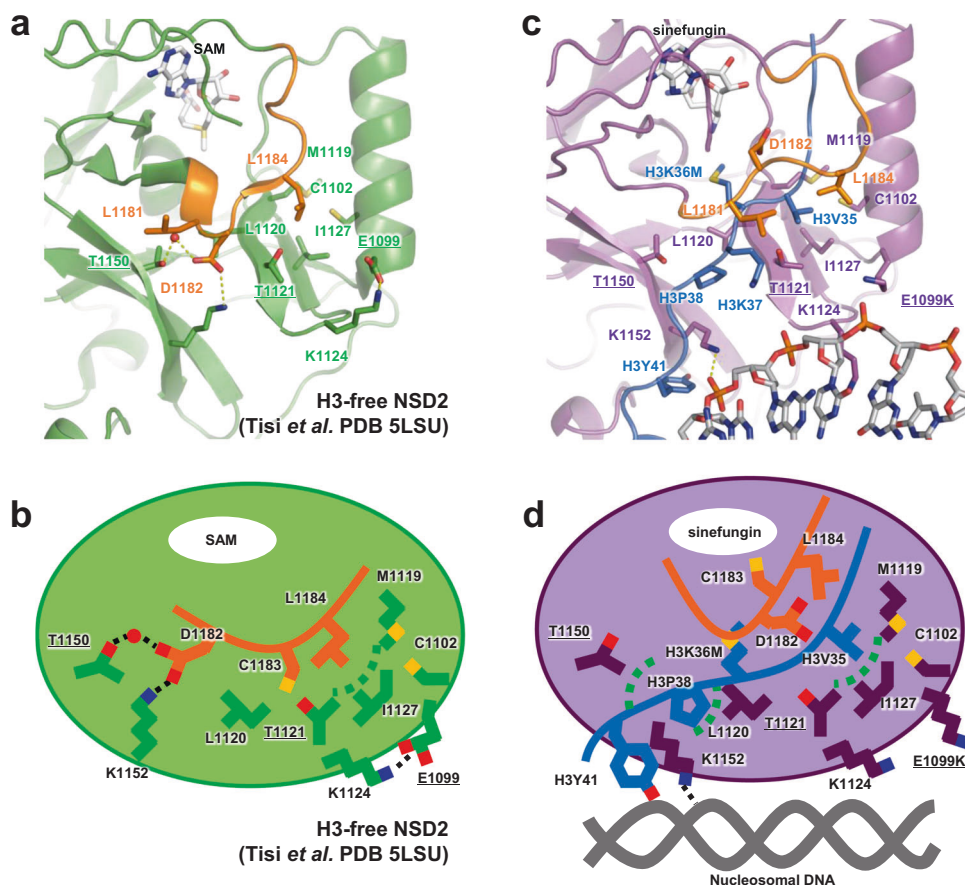 a
SAM
L1184
M1119
C1102
L1181
L1120
I1127
E1099
T1150
D1182
T1121
K1124
H3-free NSD2
(Tisi et al. PDB 5LSU)
c
sinefungin
D1182
M1119
H3K36M
L1184
L1181
H3V35
C1102
L1120
T1150
I1127
H3P38
T1121
H3K37
E1099K
K1124
K1152
H3Y41
b
SAM
M1119
L1184
T1150
D1182
C1102
C1183
I1127
L1120
T1121
K1152
E1099
K1124
H3-free NSD2
(Tisi et al. PDB 5LSU)
d
sinefungin
L1184
C1183
M1119
T1150
D1182
C1102
H3K36M
H3V35
H3P38
I1127
L1120
T1121
K1152
E1099K
H3Y41
K1124
Nucleosomal DNA